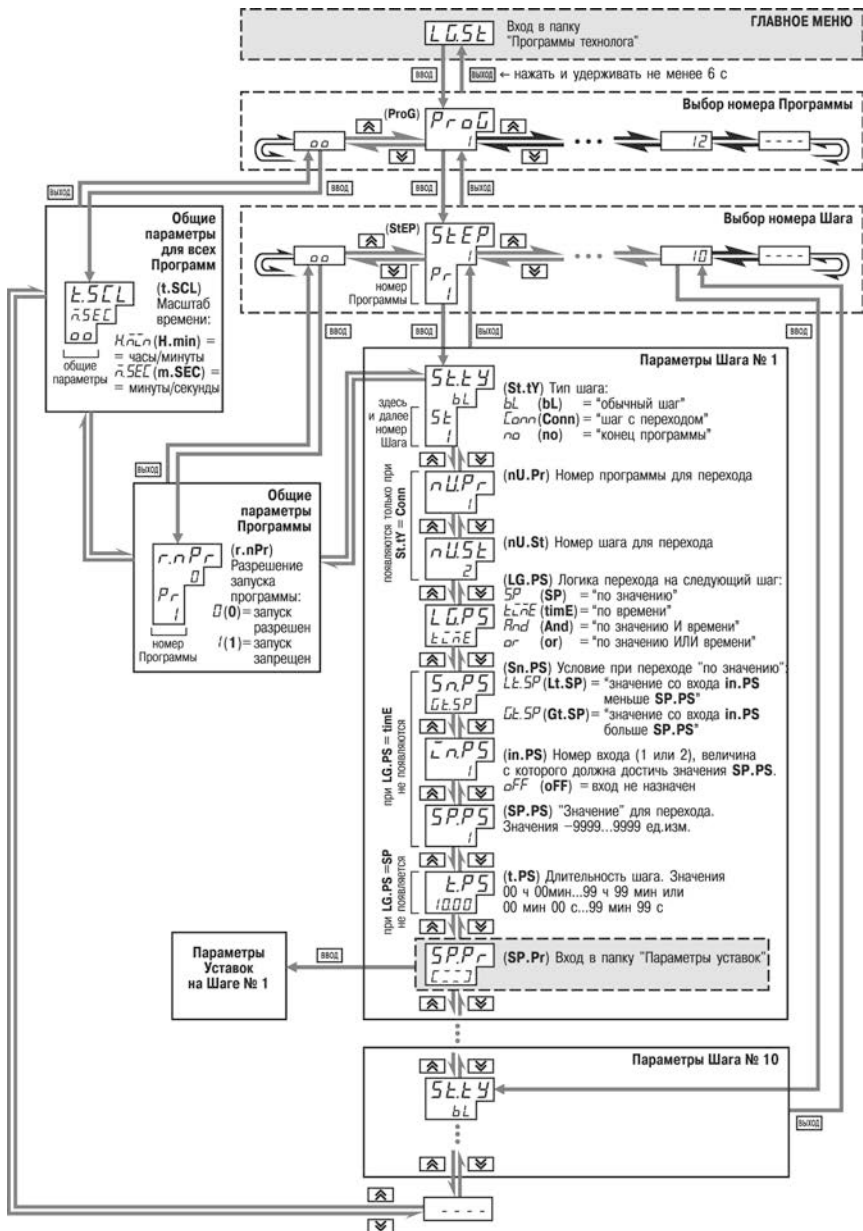 ГЛАВНОЕ МЕНЮ
LG.St
Вход в папку
"Программы технолога"
ВВОД
ВЫХОД ← нажать и удерживать не менее 6 с
Выбор номера Программы
(ProG)
ProG
1
oo
• • •
12
- - - -
ВЫХОД
ВВОД
ВВОД
ВЫХОД
Выбор номера Шага
(StEP)
StEP
1
Pr
1
номер
Программы
oo
• • •
10
- - - -
Общие
параметры
для всех
Программ
t.SCL
m.SEC
oo
общие
параметры
(t.SCL)
Масштаб
времени:
H.min (H.min) =
= часы/минуты
m.SEC (m.SEC) =
= минуты/секунды
ВВОД
ВВОД
ВЫХОД
ВВОД
ВЫХОД
Общие
параметры
Программы
r.nPr
0
Pr
1
номер
Программы
(r.nPr)
Разрешение
запуска
программы:
0 (0) = запуск
разрешен
1 (1) = запуск
запрещен
Параметры Шага № 1
St.tY
bL
St
1
здесь
и далее
номер
Шага
(St.tY) Тип шага:
bL (bL) = "обычный шаг"
Conn (Conn) = "шаг с переходом"
no (no) = "конец программы"
появляются только при
St.tY = Conn
nU.Pr
1
(nU.Pr) Номер программы для перехода
nU.St
2
(nU.St) Номер шага для перехода
LG.PS
timE
(LG.PS) Логика перехода на следующий шаг:
SP (SP) = "по значению"
timE (timE) = "по времени"
And (And) = "по значению И времени"
or (or) = "по значению ИЛИ времени"
при LG.PS = timE
не появляются
Sn.PS
Gt.SP
(Sn.PS) Условие при переходе "по значению":
Lt.SP (Lt.SP) = "значение со входа in.PS
меньше SP.PS"
Gt.SP (Gt.SP) = "значение со входа in.PS
больше SP.PS"
in.PS
1
(in.PS) Номер входа (1 или 2), величина
с которого должна достичь значения SP.PS.
oFF (oFF) = вход не назначен
SP.PS
1
(SP.PS) "Значение" для перехода.
Значения –9999...9999 ед.изм.
при LG.PS =SP
не появляется
t.PS
10.00
(t.PS) Длительность шага. Значения
00 ч 00мин...99 ч 99 мин или
00 мин 00 с...99 мин 99 с
SP.Pr
[---]
(SP.Pr) Вход в папку "Параметры уставок"
ВВОД
Параметры
Уставок
на Шаге № 1
Параметры Шага № 10
St.tY
bL
ВЫХОД
- - - -